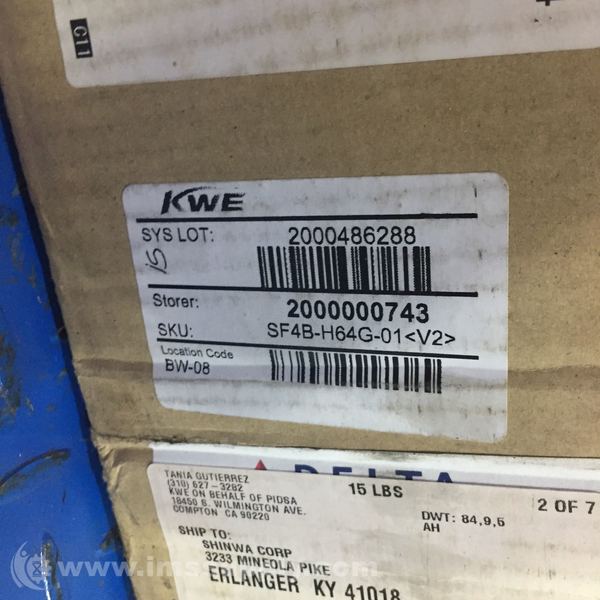 C11
KWE
SYS LOT: 2000486288
15
Storer: 2000000743
SKU: SF4B-H64G-01<V2>
Location Code
BW-08
DELTA
TANIA GUTIERREZ
(310) 627-3282
KWE ON BEHALF OF PIDSA
18450 S. WILMINGTON AVE.
COMPTON CA 90220
15 LBS
2 OF 7
DWT: 84,9,5
AH
SHIP TO:
SHINWA CORP
3233 MINEOLA PIKE
ERLANGER KY 41018